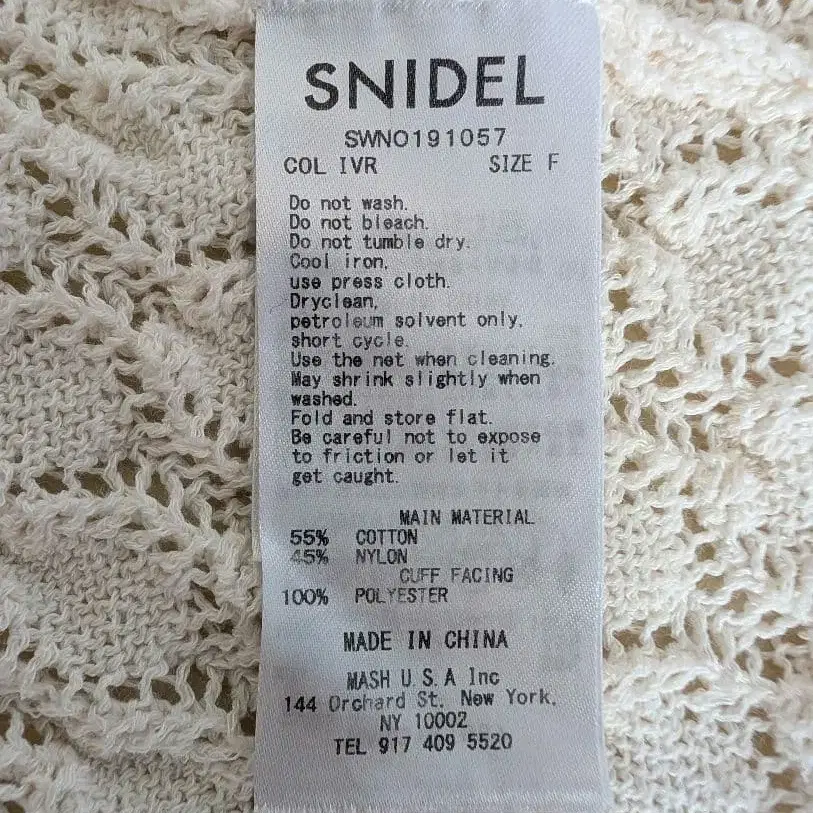 SNIDEL
SWNO191057
COL IVR SIZE F
Do not wash.
Do not bleach.
Do not tumble dry.
Cool iron,
use press cloth.
Dryclean,
petroleum solvent only,
short cycle.
Use the net when cleaning.
May shrink slightly when
washed.
Fold and store flat.
Be careful not to expose
to friction or let it
get caught.
MAIN MATERIAL
55% COTTON
45% NYLON
CUFF FACING
100% POLYESTER
MADE IN CHINA
MASH U.S.A Inc
144 Orchard St. New York,
NY 10002
TEL 917 409 5520